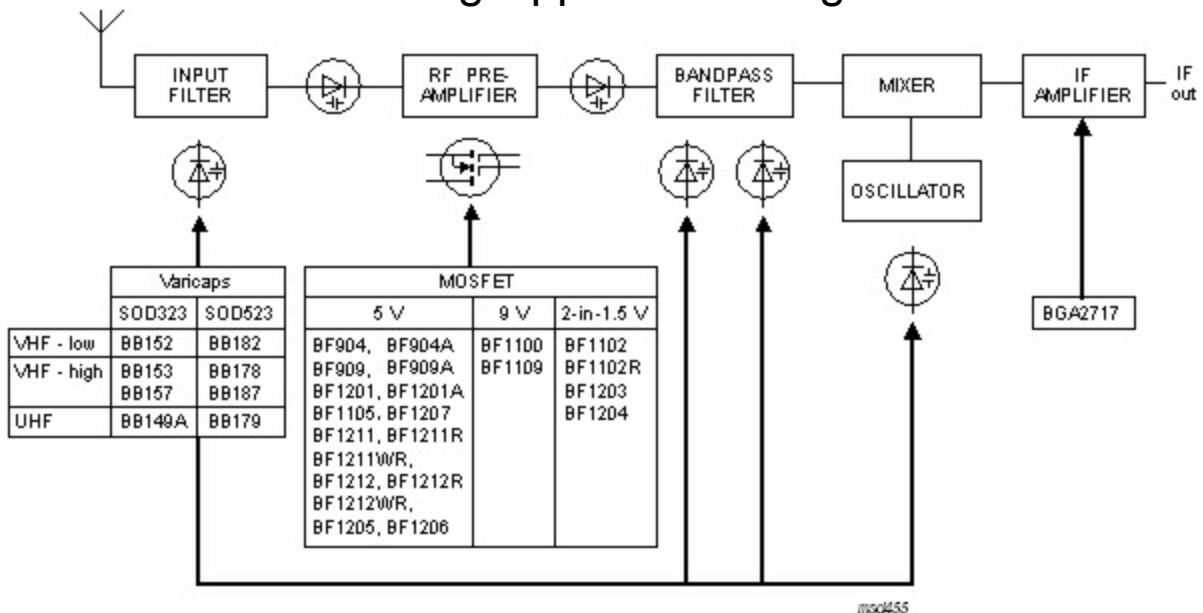 IF
INPUT
FILTER
RF PRE-
AMPLIFIER
BANDPASS
FILTER
MIXER
IF
AMPLIFIER
out
OSCILLATOR
Varicaps
SOD323 SOD523
VHF - low BB152 BB182
VHF - high BB153 BB178
BB157 BB187
UHF BB149A BB179
MOSFET
5 V 9 V 2-in-1.5 V
BF904, BF904A BF1100 BF1102
BF909, BF909A BF1109 BF1102R
BF1201, BF1201A BF1203
BF1105, BF1207 BF1204
BF1211, BF1211R
BF1211WR,
BF1212, BF1212R
BF1212WR,
BF1205, BF1206
BGA2717